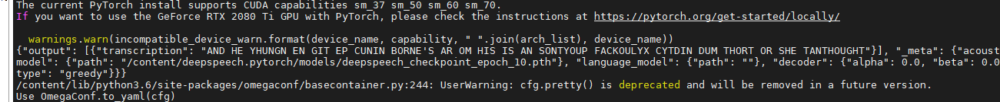 The current PyTorch install supports CUDA capabilities sm_37 sm_50 sm_60 sm_70.
If you want to use the GeForce RTX 2080 Ti GPU with PyTorch, please check the instructions at https://pytorch.org/get-started/locally/
warnings.warn(incompatible_device_warn.format(device_name, capability, " ".join(arch_list), device_name))
{"output": [{"transcription": "AND HE YHUNGN EN GIT EP CUNIN BORNE'S AR OM HIS IS AN SONTYOUP FACKOULYX CYTDIN DUM THORT OR SHE TANTHOUGHT"}], "_meta": {"acoust
model": {"path": "/content/deepspeech.pytorch/models/deepspeech_checkpoint_epoch_10.pth"}, "language_model": {"path": ""}, "decoder": {"alpha": 0.0, "beta": 0.0
type": "greedy"}}}
/content/lib/python3.6/site-packages/omegaconf/basecontainer.py:244: UserWarning: cfg.pretty() is deprecated and will be removed in a future version.
Use OmegaConf.to_yaml(cfg)